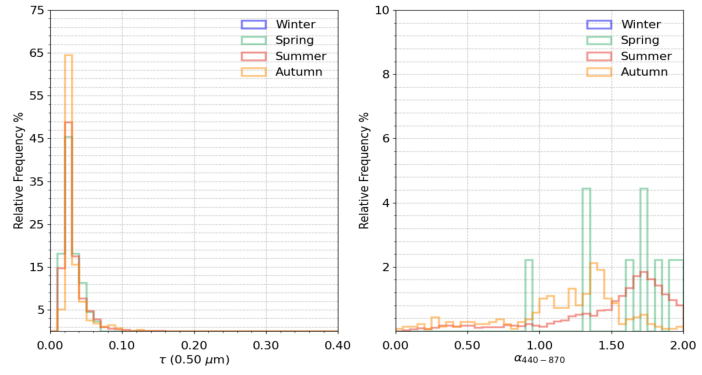 75
65
55
45
35
25
15
5
Relative Frequency %
Winter
Spring
Summer
Autumn
0.00
0.10
0.20
0.30
0.40
τ (0.50 μm)
10
8
6
4
2
0
Relative Frequency %
Winter
Spring
Summer
Autumn
0.00
0.50
1.00
1.50
2.00
α440−870